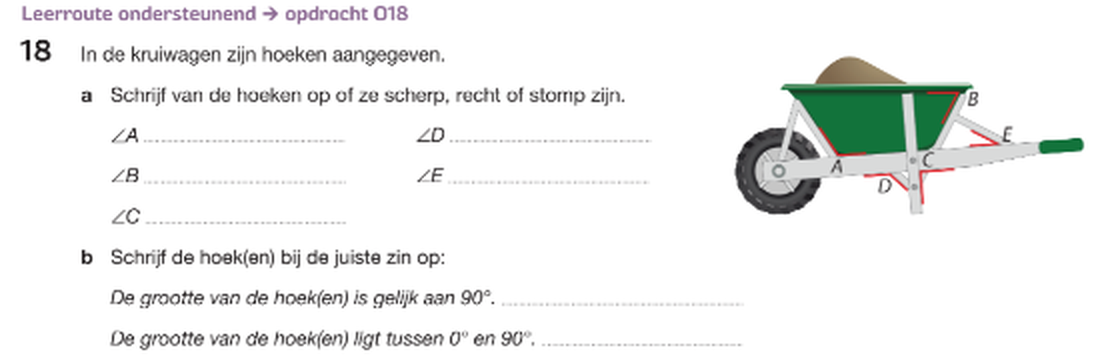 Leerroute ondersteunend → opdracht O18
18 In de kruiwagen zijn hoeken aangegeven.
a Schrijf van de hoeken op of ze scherp, recht of stomp zijn.
∠A ∠D
∠B ∠E
∠C
B
E
A C
D
b Schrijf de hoek(en) bij de juiste zin op:
De grootte van de hoek(en) is gelijk aan 90°.
De grootte van de hoek(en) ligt tussen 0° en 90°.